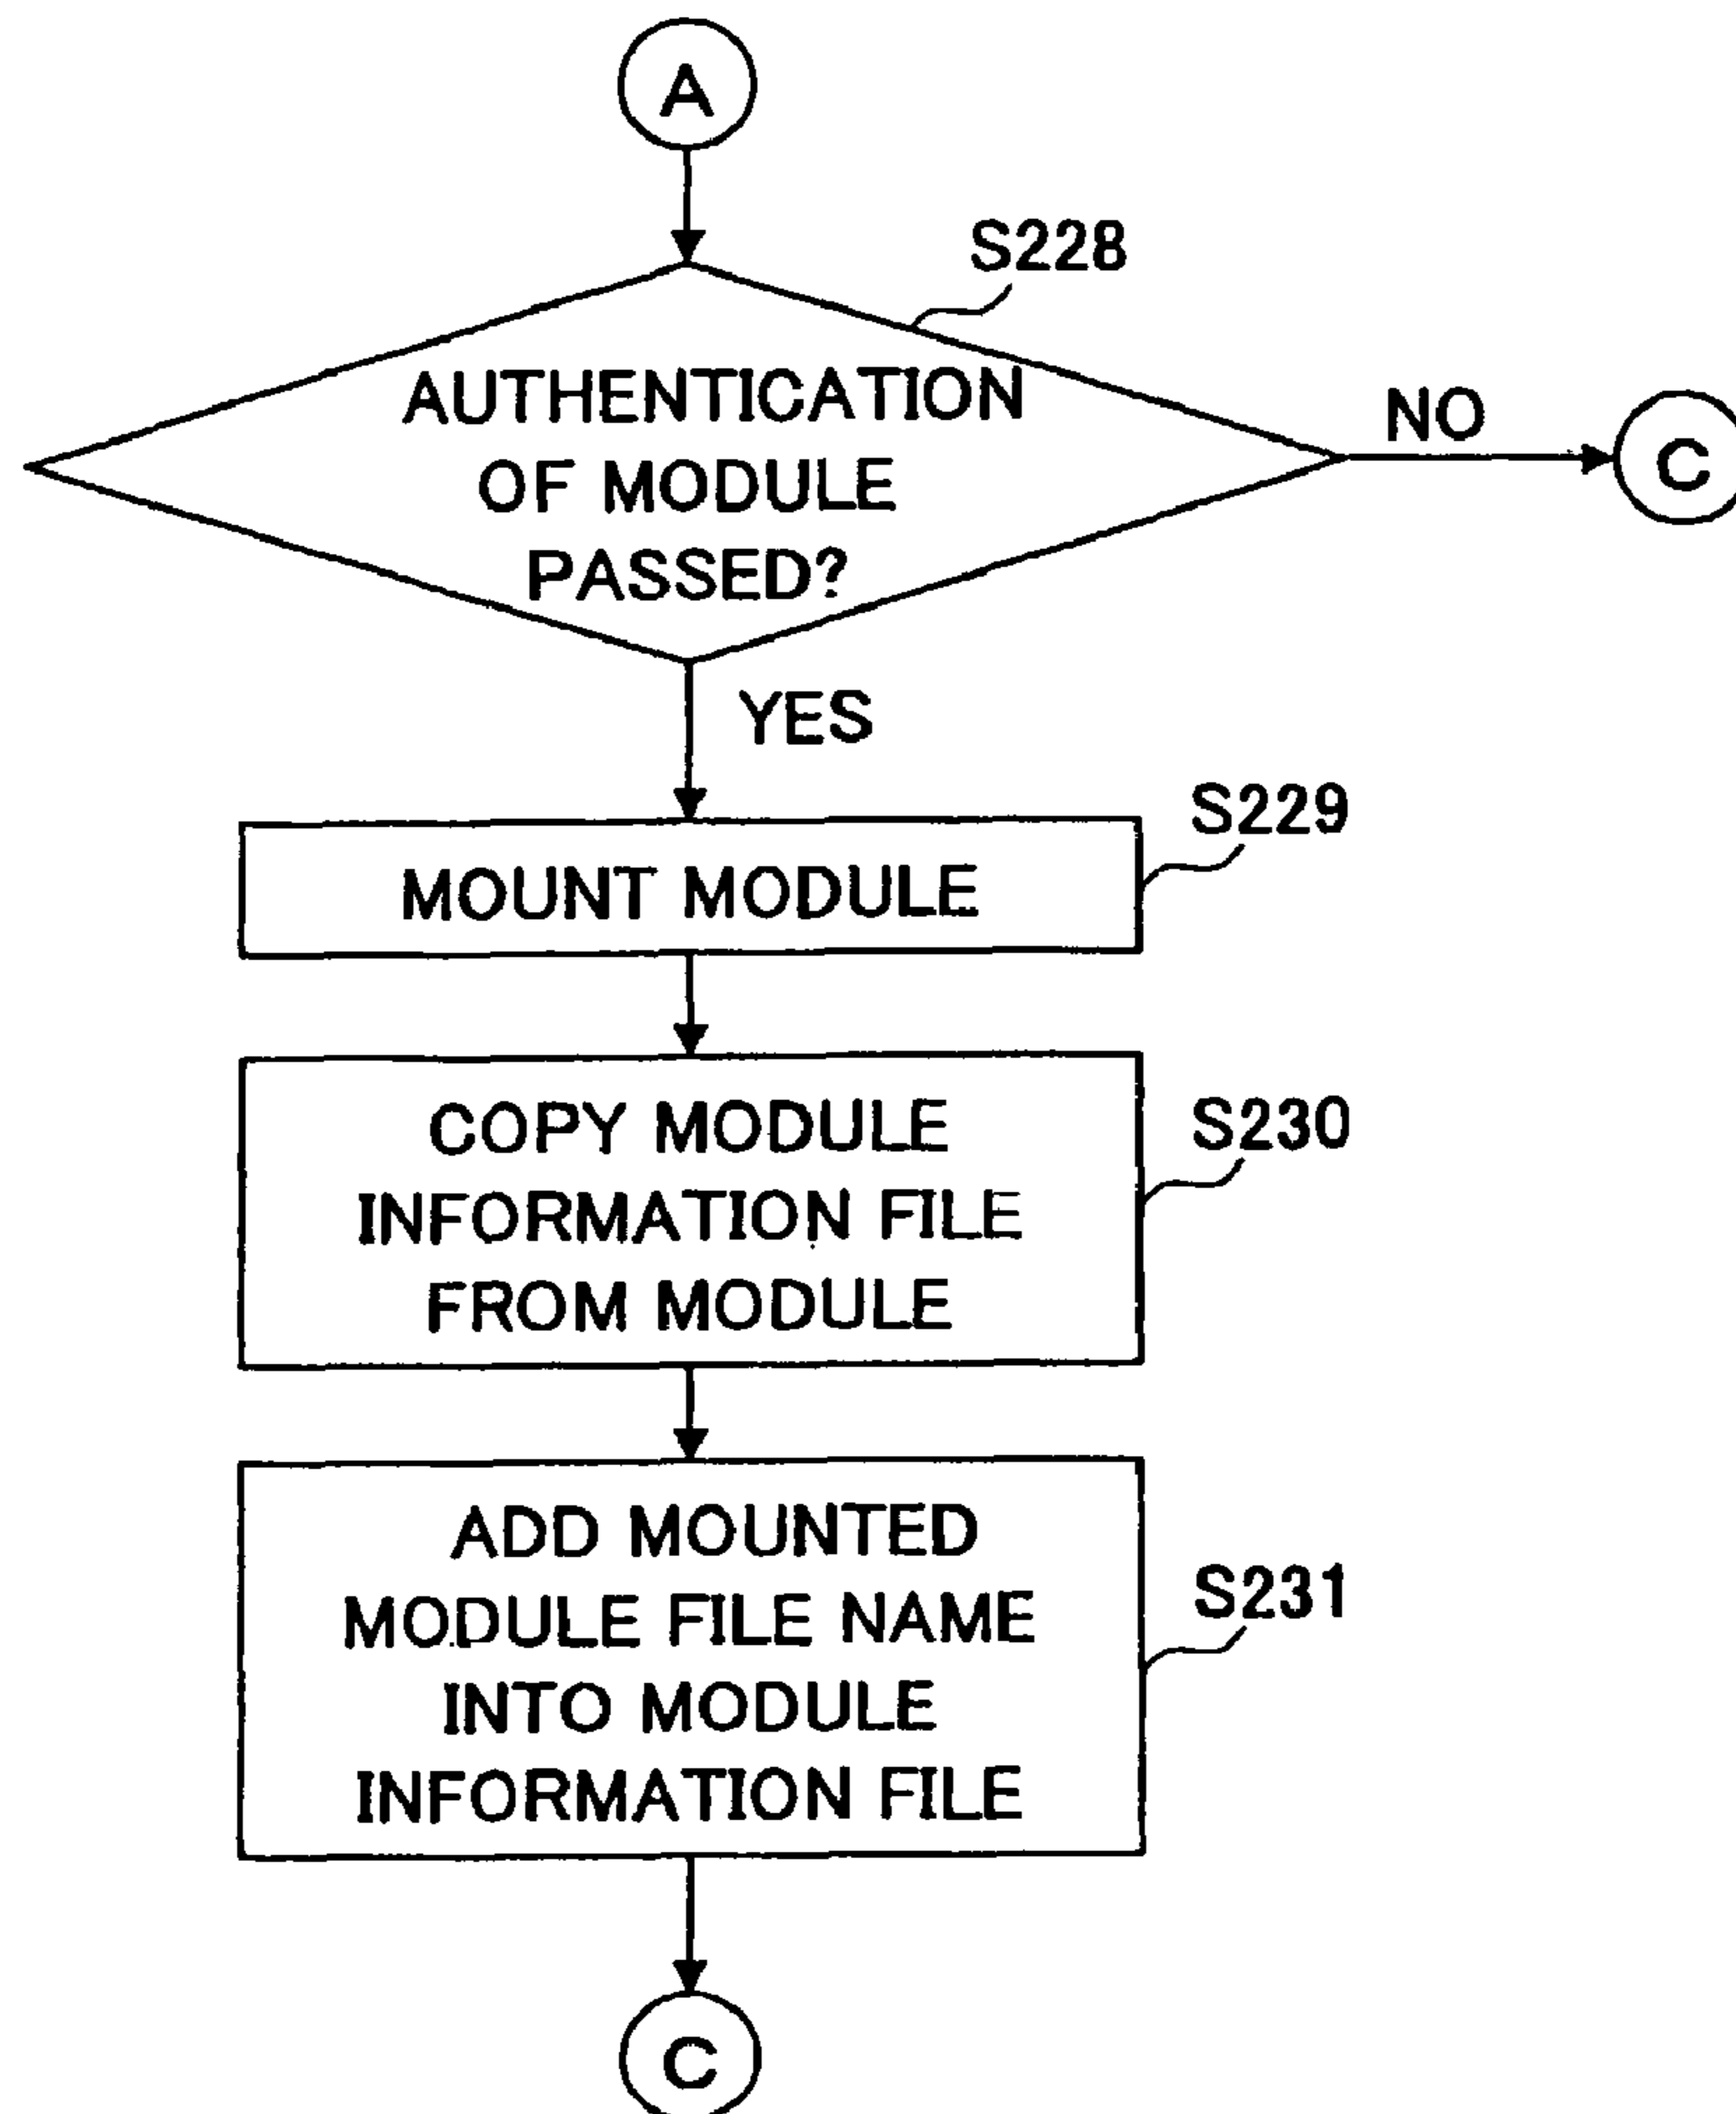 A
S228
AUTHENTICATION
OF MODULE
PASSED?
NO
C
YES
S229
MOUNT MODULE
COPY MODULE
INFORMATION FILE
FROM MODULE
S230
ADD MOUNTED
MODULE FILE NAME
INTO MODULE
INFORMATION FILE
S231
C